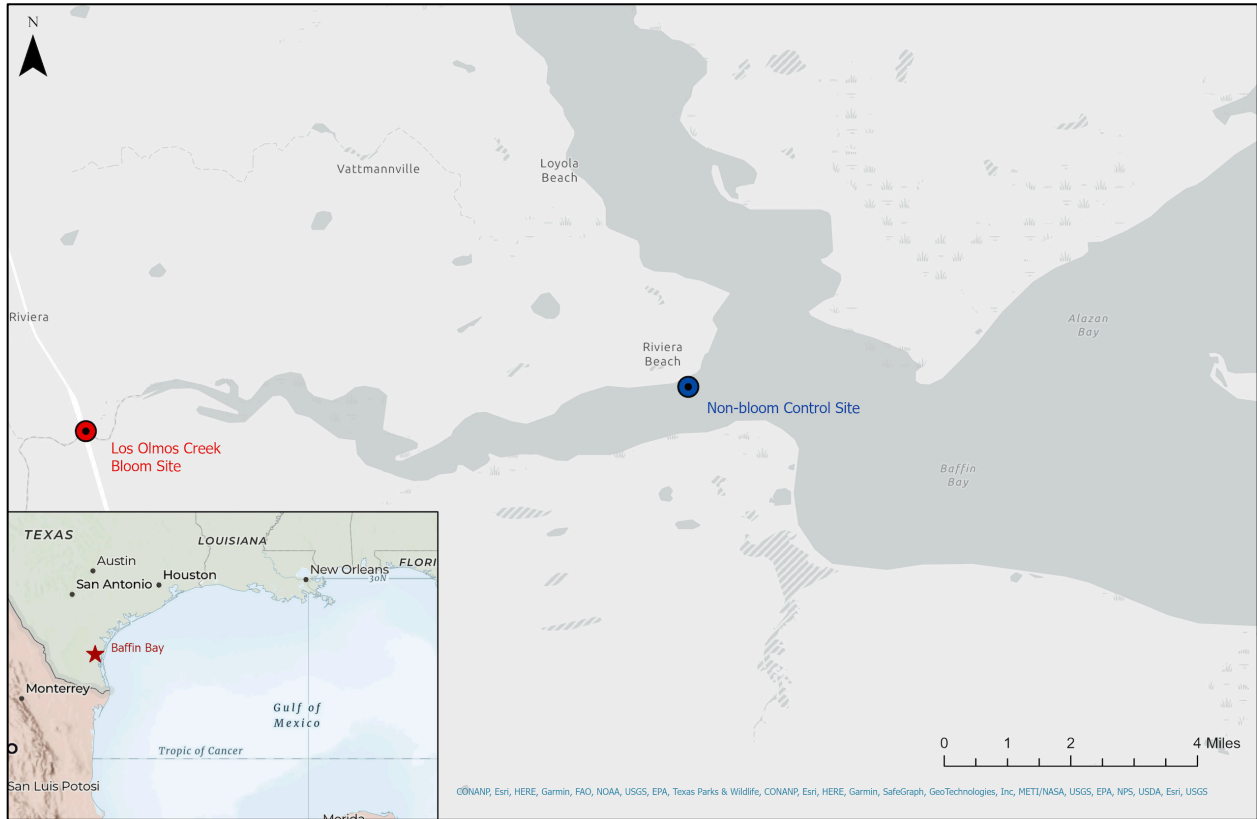 N
Vattmannville
Loyola
Beach
Riviera
Alazan
Bay
Riviera
Beach
Non-bloom Control Site
Los Olmos Creek
Bloom Site
Baffin
Bay
TEXAS
LOUISIANA
FLORI
Austin
San Antonio
Houston
New Orleans
30N
Baffin Bay
Monterrey
Gulf of
Mexico
Tropic of Cancer
o
San Luis Potosi
Merida
0 1 2 4 Miles
CONANP, Esri, HERE, Garmin, FAO, NOAA, USGS, EPA, Texas Parks & Wildlife, CONANP, Esri, HERE, Garmin, SafeGraph, GeoTechnologies, Inc, METI/NASA, USGS, EPA, NPS, USDA, Esri, USGS